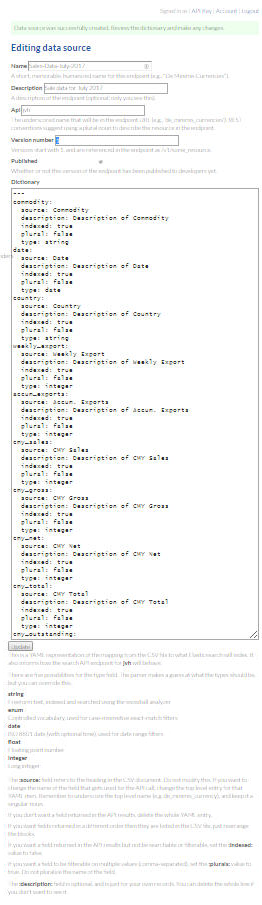 Signed in as | API Key | Account | Logout
Data source was successfully created. Review the dictionary and make any changes.
Editing data source
Name Sales-Data-July-2017
A short, memorable, human name for this endpoint (e.g.,
Description Sale data for July 2017
A description of the endpoint (optional, only you see this).
Api jyh
The underscored name that will be in the endpoint URL
conventions suggest using a plural count to describe the resource in the endpoint.
Version number
Versions start with 1, and are referenced in the endpoint as
Published
Whether or not this version of the endpoint has been published to developers yet.
Dictionary
---
commodity:
source: Commodity
description: Description of Commodity
indexed: true
plural: false
type: string
date:
source: Date
description: Description of Date
indexed: true
plural: false
type: date
country:
source: Country
description: Description of Country
indexed: true
plural: false
type: string
weekly_export:
source: Weekly Export
description: Description of Weekly Export
indexed: true
plural: false
type: integer
accum_exports:
source: Accum. Exports
description: Description of Accum. Exports
indexed: true
plural: false
type: integer
cmy_sales:
source: CMY Sales
description: Description of CMY Sales
indexed: true
plural: false
type: integer
cmy_gross:
source: CMY Gross
description: Description of CMY Gross
indexed: true
plural: false
type: integer
cmy_net:
source: CMY Net
description: Description of CMY Net
indexed: true
plural: false
type: integer
cmy_total:
source: CMY Total
description: Description of CMY Total
indexed: true
plural: false
type: integer
cmy_outstanding:
Update
This is a YAML representation of the mapping from the CSV file to what Elasticsearch will index. It
also informs how the search API endpoint for jyh will behave.
There are five possibilities for the type field. The parser makes a guess at what the types should be,
but you can override this.
string
Free-form text, indexed and searched using the snowball analyzer
enum
Controlled vocabulary, used for case-insensitive exact-match filters
date
ISO 8601 date (with optional time), used for date range filters
float
Floating point number
integer
Long integer
The :source: field refers to the heading in the CSV document. Do not modify this. If you want to
change the name of the field that gets used for the API call, change the top level entry for that
YAML item. Remember to underscore the top level name (e.g., de_minimis_currency), and keep it a
singular noun.
If you don't want a field returned in the API results, delete the whole YAML entry.
If you want fields returned in a different order than they are listed in the CSV file, just rearrange
the blocks.
If you want a field returned in the API results but not be searchable or filterable, set the :indexed:
value to false.
If you want a field to be filterable on multiple values (comma-separated), set the :plural: value to
true. Do not pluralize the name of the field.
The :description: field is optional, and is just for your own records. You can delete the whole line if
you don't want to use it.